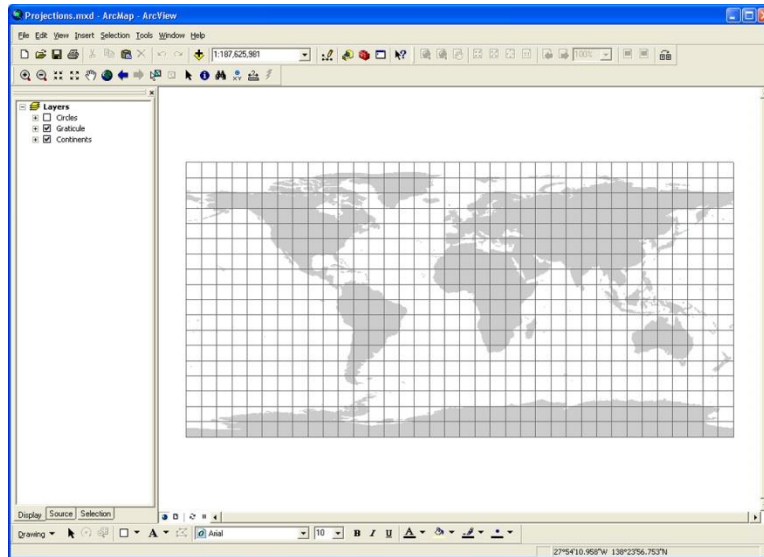 Projections.mxd - ArcMap - ArcView
File Edit View Insert Selection Tools Window Help
1:187,625,981
100%
Layers
Circles
Graticule
Continents
Display Source Selection
Drawing A Arial 10 B I U A
27°54'10.958"W 138°23'56.753"N